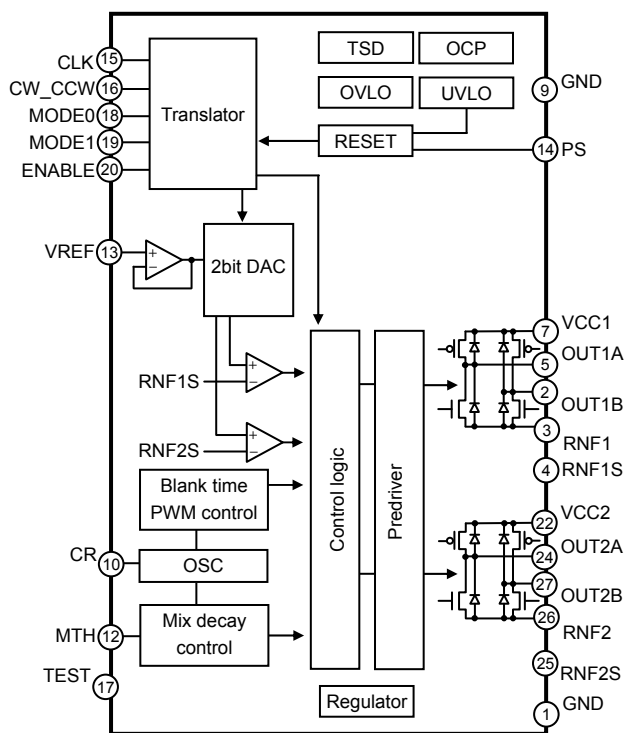 CLK 15
CW_CCW 16
MODE0 18
MODE1 19
ENABLE 20
Translator
TSD
OCP
OVLO
UVLO
RESET
9 GND
14 PS
VREF 13
+
−
2bit DAC
RNF1S
+
−
RNF2S
+
−
Blank time
PWM control
CR 10
OSC
MTH 12
Mix decay
control
TEST
17
Control logic
Predriver
Regulator
7 VCC1
5 OUT1A
2
OUT1B
3
RNF1
4 RNF1S
22 VCC2
24 OUT2A
27
OUT2B
26
RNF2
25
RNF2S
1 GND